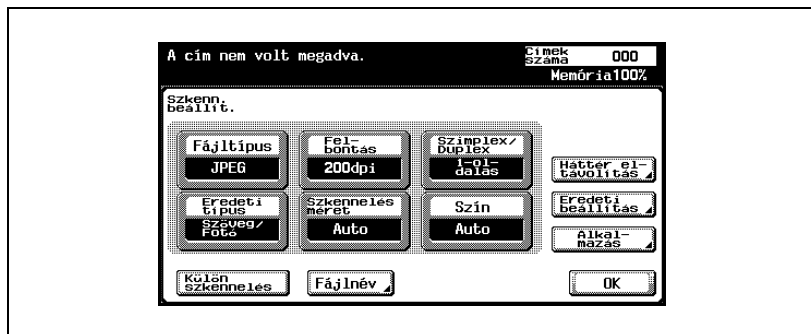 A cím nem volt megadva.
Címek
száma
000
Memória100%
Szkenn.
beállít.
Fájltípus
JPEG
Fel-
bontás
200dpi
Szimplex/
Duplex
1-ol-
dalas
Háttér el-
távolítás
Eredeti
típus
Szöveg/
Fotó
Szkennelés
méret
Auto
Szín
Auto
Eredeti
beállítás
Alkal-
mazás
Külön
szkennelés
Fájlnév
OK